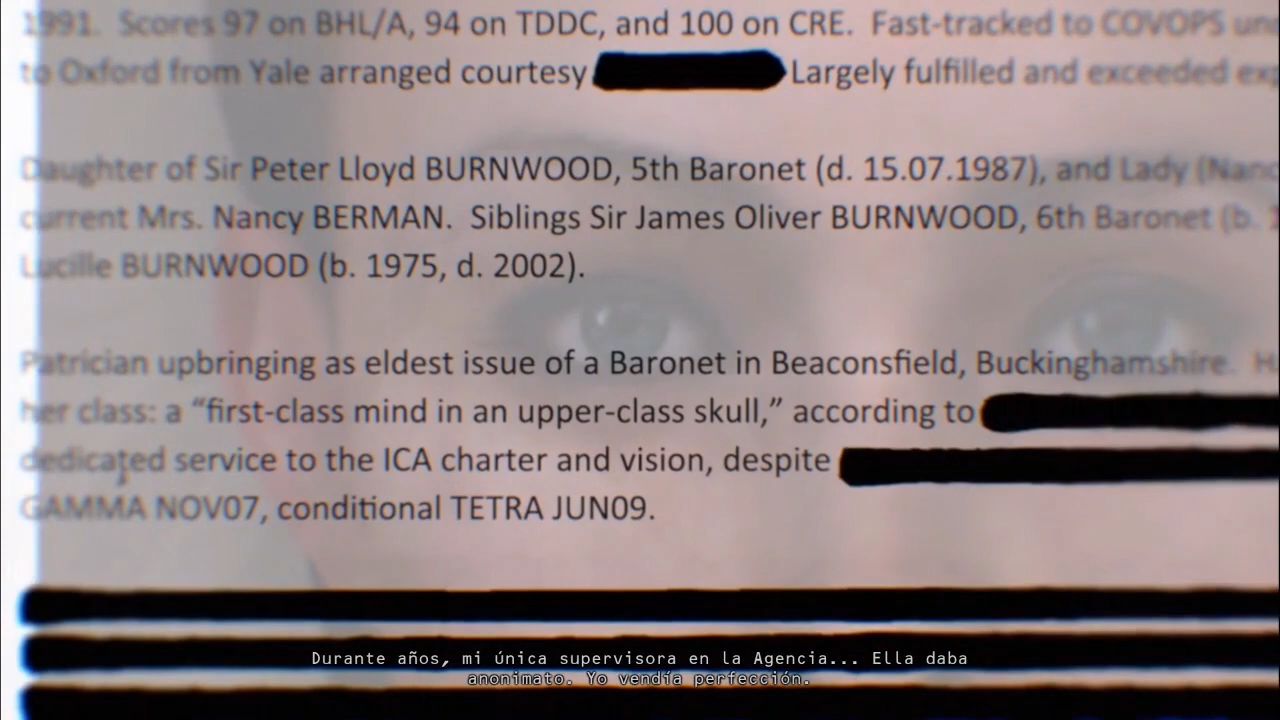 1991. Scores 97 on BHL/A, 94 on TDDC, and 100 on CRE. Fast-tracked to COVOPS
to Oxford from Yale arranged courtesy Largely fulfilled and exceeded
Daughter of Sir Peter Lloyd BURNWOOD, 5th Baronet (d. 15.07.1987), and Lady (Nanc
current Mrs. Nancy BERMAN. Siblings Sir James Oliver BURNWOOD, 6th Baronet (b.
Lucille BURNWOOD (b. 1975, d. 2002).
Patrician upbringing as eldest issue of a Baronet in Beaconsfield, Buckinghamshire.
her class: a “first-class mind in an upper-class skull,” according to
dedicated service to the ICA charter and vision, despite
GAMMA NOV07, conditional TETRA JUN09.
Durante años, mi única supervisora en la Agencia... Ella daba
anonimato. Yo vendía perfección.